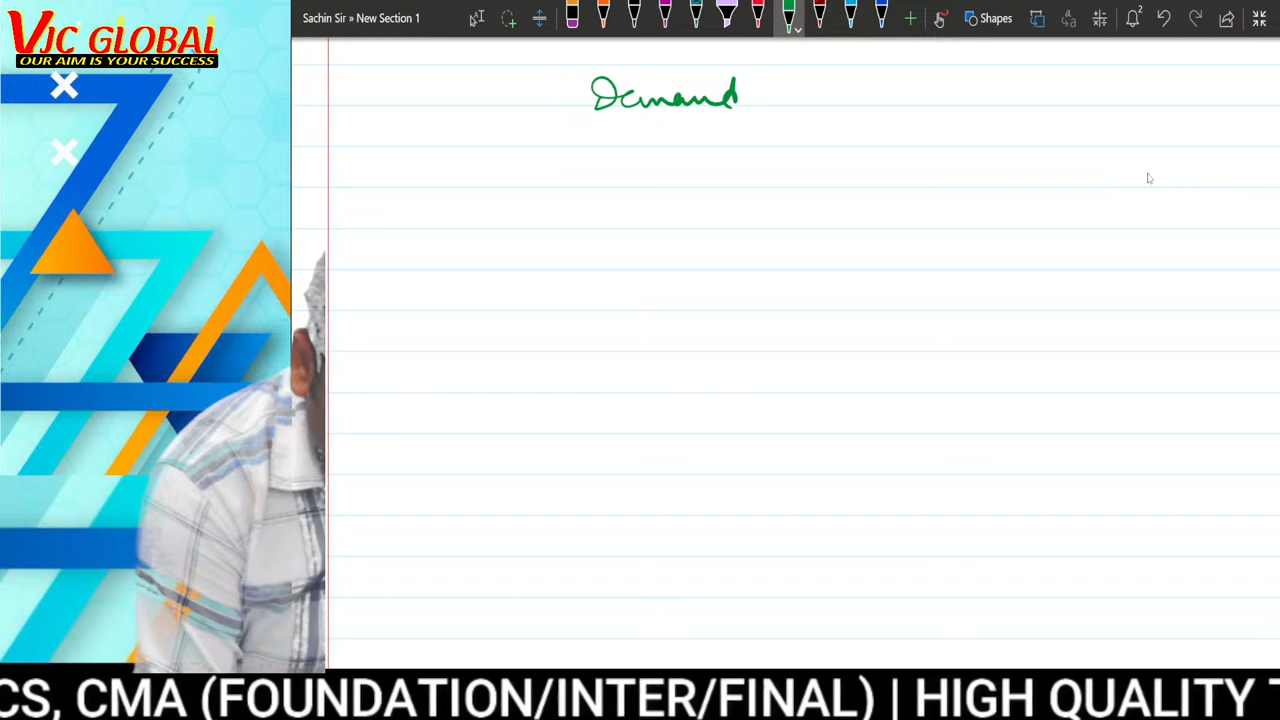 VJC GLOBAL
OUR AIM IS YOUR SUCCESS
Sachin Sir » New Section 1
Shapes
2
Demand
CS, CMA (FOUNDATION/INTER/FINAL) | HIGH QUALITY